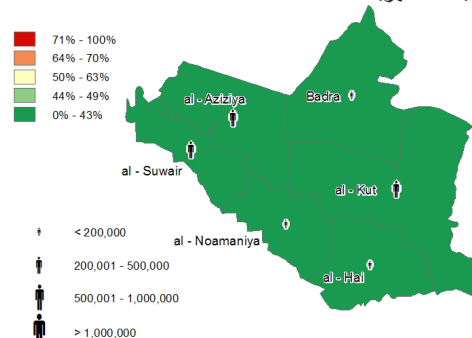 71% - 100%
64% - 70%
50% - 63%
44% - 49%
0% - 43%
al - Aziziya
Badra
al - Suwair
al - Kut
al - Noamaniya
al - Hai
< 200,000
200,001 - 500,000
500,001 - 1,000,000
> 1,000,000